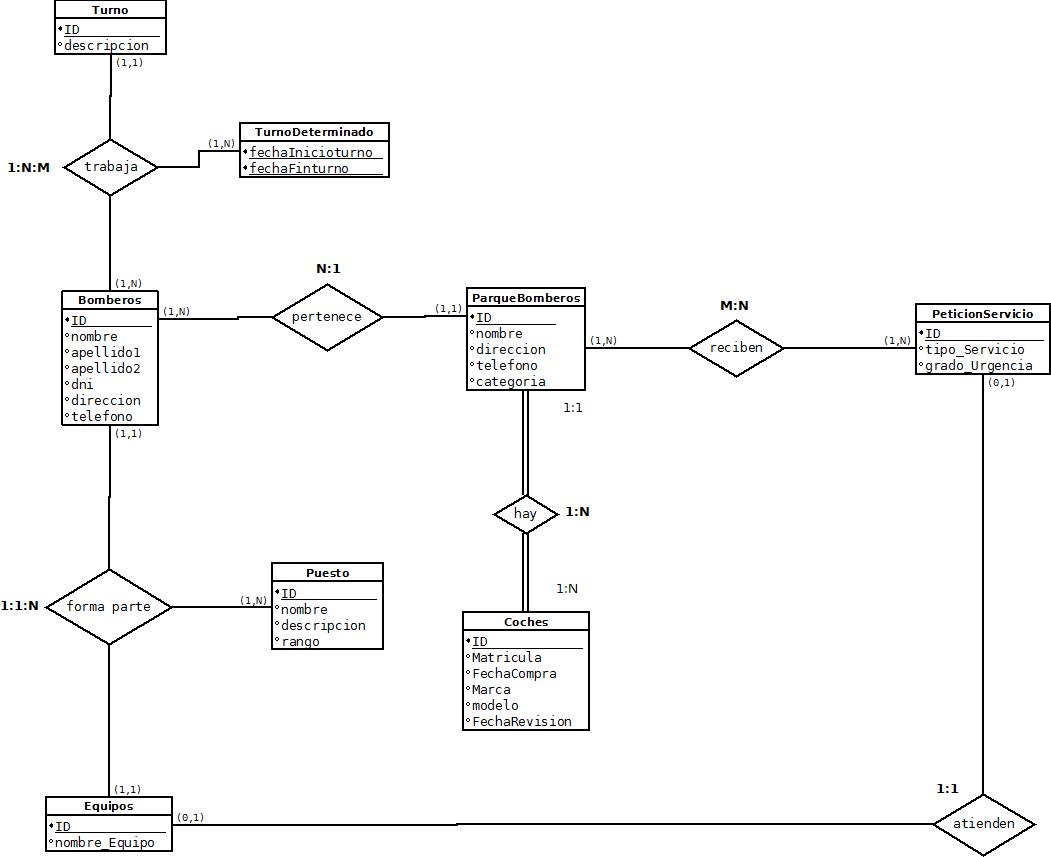 Turno
ID
descripcion
(1,1)
TurnoDeterminado
fechaInicioturno
fechaFinturno
(1,N)
1:N:M
trabaja
(1,N)
Bomberos
ID
nombre
apellido1
apellido2
dni
direccion
telefono
(1,N)
N:1
pertenece
(1,1)
ParqueBomberos
ID
nombre
direccion
telefono
categoria
(1,N)
M:N
reciben
(1,N)
PeticionServicio
ID
tipo_Servicio
grado_Urgencia
(0,1)
1:1
(1,1)
hay
1:N
1:N
Coches
ID
Matricula
FechaCompra
Marca
modelo
FechaRevision
1:1:N
forma parte
(1,N)
Puesto
ID
nombre
descripcion
rango
(1,1)
Equipos
ID
nombre_Equipo
(0,1)
1:1
atienden